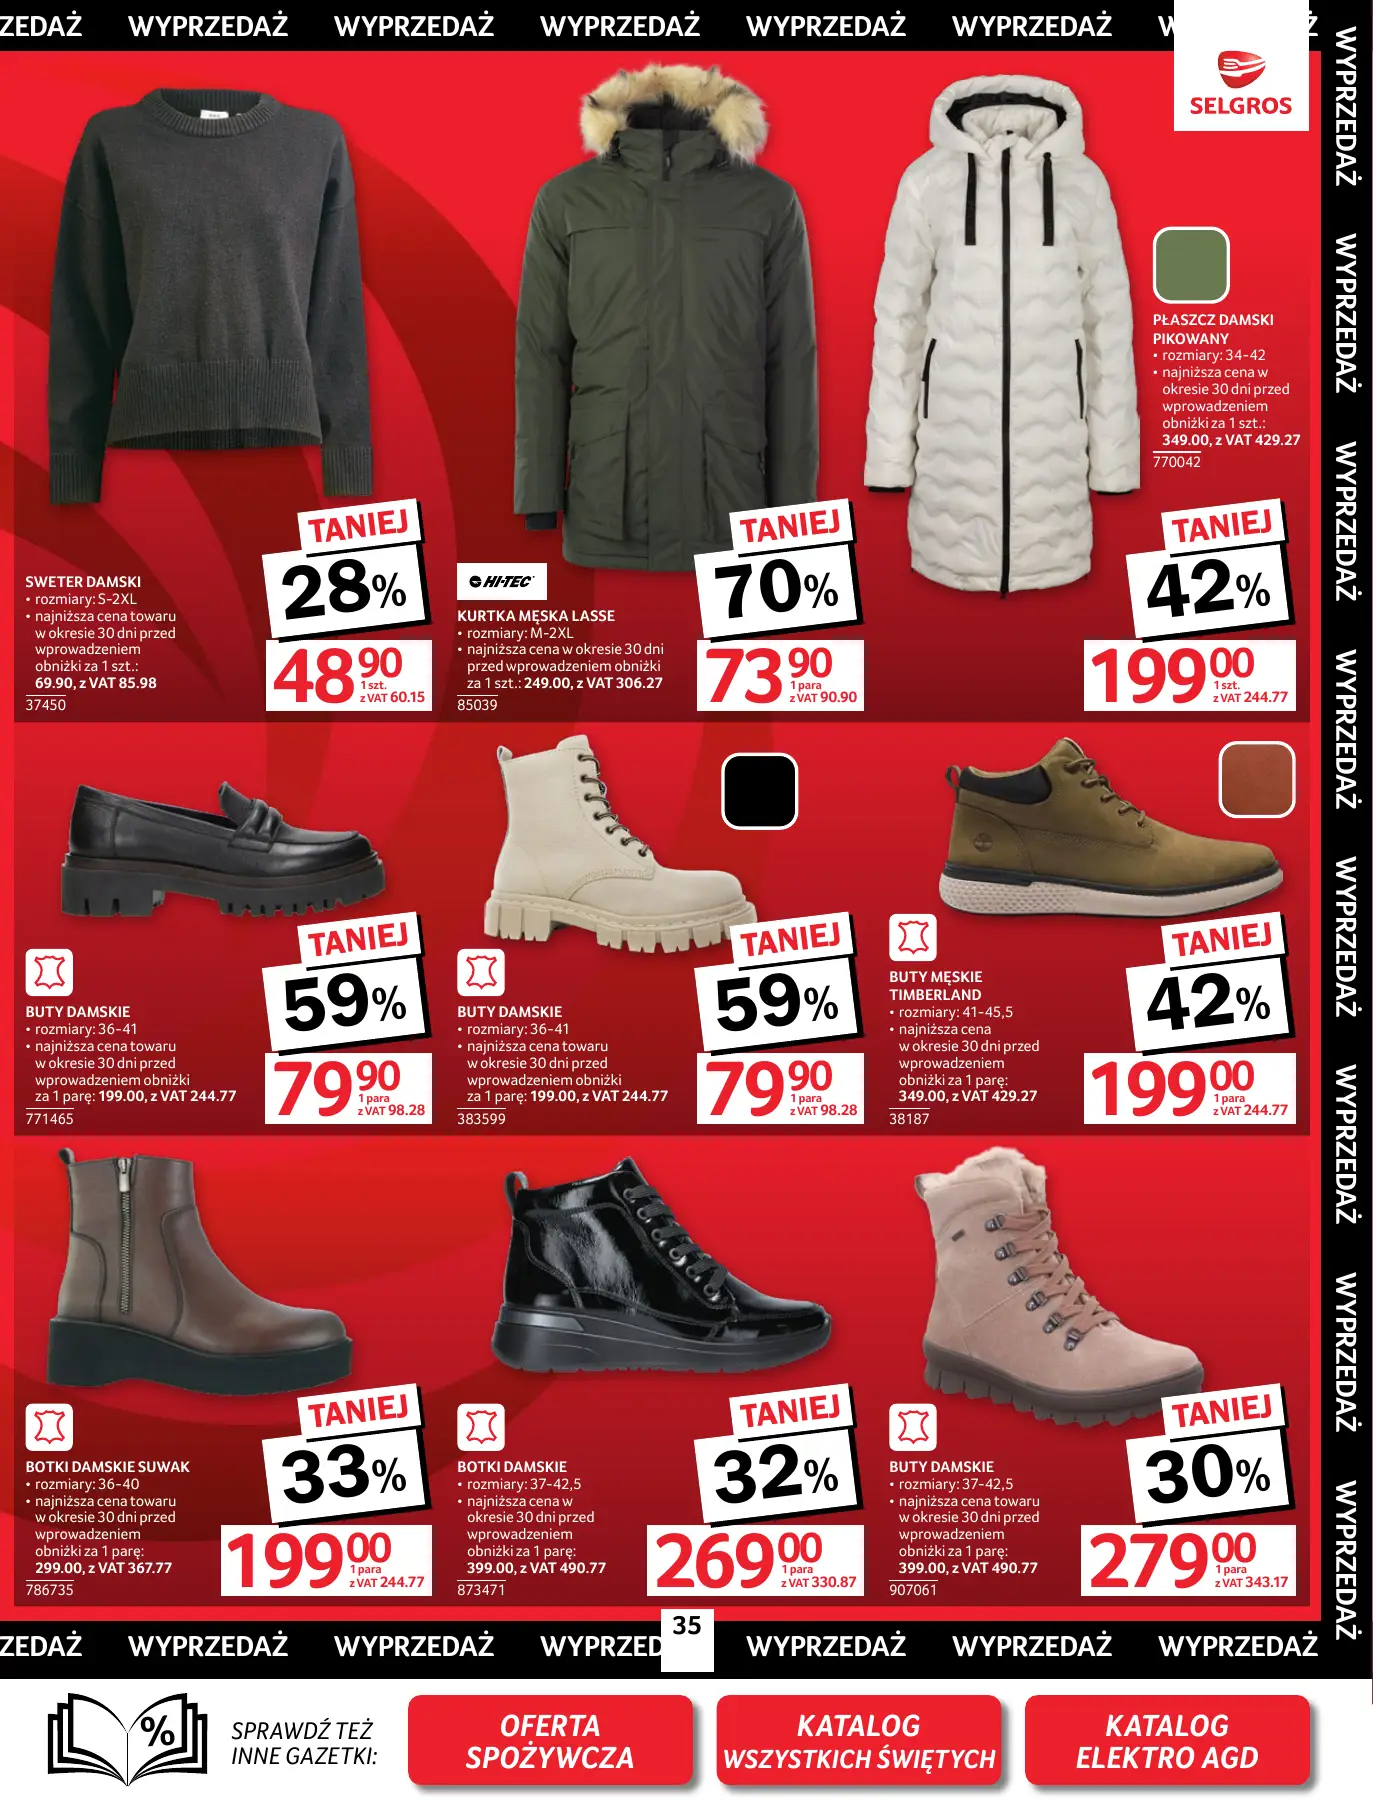 ZEDAŻ WYPRZEDAŻ WYPRZEDAŻ WYPRZEDAŻ WYPRZEDAŻ WYPRZEDAŻ W Ż
SELGROS
WYPRZEDAŻ WYPRZEDAŻ WYPRZEDAŻ WYPRZEDAŻ WYPRZEDAŻ WYPRZEDAŻ WYPRZEDAŻ WYPRZEDAŻ
SWETER DAMSKI
• rozmiary: S-2XL
• najniższa cena towaru
w okresie 30 dni przed
wprowadzeniem
obniżki za 1 szt.:
69.90, z VAT 85.98
37450
TANIEJ
28%
48 90
1 szt.
z VAT 60.15
HI-TEC
KURTKA MĘSKA LASSE
• rozmiary: M-2XL
• najniższa cena w okresie 30 dni
przed wprowadzeniem obniżki
za 1 szt.: 249.00, z VAT 306.27
85039
TANIEJ
70%
73 90
1 para
z VAT 90.90
PŁASZCZ DAMSKI
PIKOWANY
• rozmiary: 34-42
• najniższa cena w
okresie 30 dni przed
wprowadzeniem
obniżki za 1 szt.:
349.00, z VAT 429.27
770042
TANIEJ
42%
199 00
1 szt.
z VAT 244.77
BUTY DAMSKIE
• rozmiary: 36-41
• najniższa cena towaru
w okresie 30 dni przed
wprowadzeniem obniżki
za 1 parę: 199.00, z VAT 244.77
771465
TANIEJ
59%
79 90
1 para
z VAT 98.28
BUTY DAMSKIE
• rozmiary: 36-41
• najniższa cena towaru
w okresie 30 dni przed
wprowadzeniem obniżki
za 1 parę: 199.00, z VAT 244.77
383599
TANIEJ
59%
79 90
1 para
z VAT 98.28
BUTY MĘSKIE
TIMBERLAND
• rozmiary: 41-45,5
• najniższa cena
w okresie 30 dni przed
wprowadzeniem
obniżki za 1 parę:
349.00, z VAT 429.27
38187
TANIEJ
42%
199 00
1 para
z VAT 244.77
BOTKI DAMSKIE SUWAK
• rozmiary: 36-40
• najniższa cena towaru
w okresie 30 dni przed
wprowadzeniem
obniżki za 1 parę:
299.00, z VAT 367.77
786735
TANIEJ
33%
199 00
1 para
z VAT 244.77
BOTKI DAMSKIE
• rozmiary: 37-42,5
• najniższa cena w
okresie 30 dni przed
wprowadzeniem
obniżki za 1 parę:
399.00, z VAT 490.77
873471
TANIEJ
32%
269 00
1 para
z VAT 330.87
BUTY DAMSKIE
• rozmiary: 37-42,5
• najniższa cena towaru
w okresie 30 dni przed
wprowadzeniem
obniżki za 1 parę:
399.00, z VAT 490.77
907061
TANIEJ
30%
279 00
1 para
z VAT 343.17
35
ZEDAŻ WYPRZEDAŻ WYPRZEDAŻ WYPRZED WYPRZEDAŻ WYPRZEDAŻ WYPRZEDAŻ
%
SPRAWDŹ TEŻ
INNE GAZETKI:
OFERTA
SPOŻYWCZA
KATALOG
WSZYSTKICH ŚWIĘTYCH
KATALOG
ELEKTRO AGD